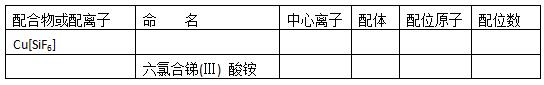 配合物或配离子 命 名 中心离子 配体 配位原子 配位数
Cu[SiF₆]
六氯合锑(III) 酸铵